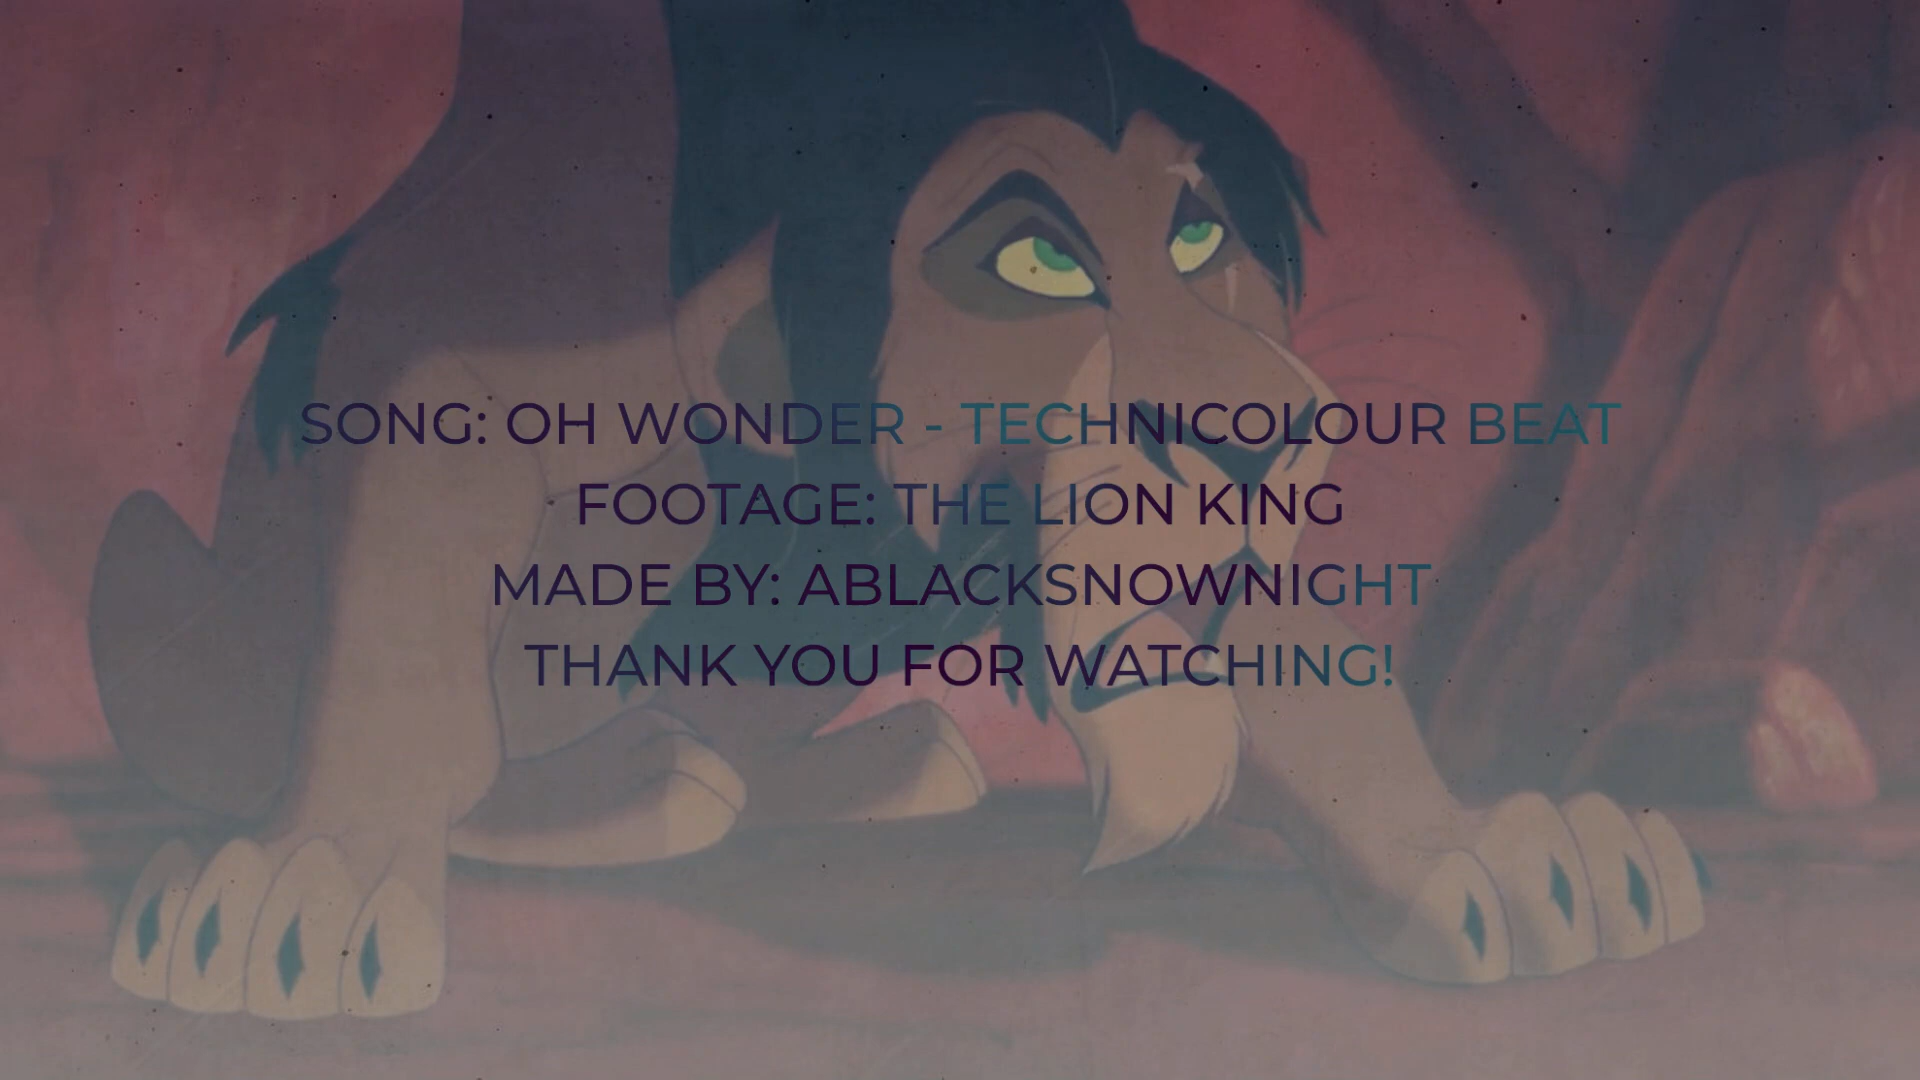 SONG: OH WONDER - TECHNICOLOUR BEAT
FOOTAGE: THE LION KING
MADE BY: ABLACKSNOWNIGHT
THANK YOU FOR WATCHING!